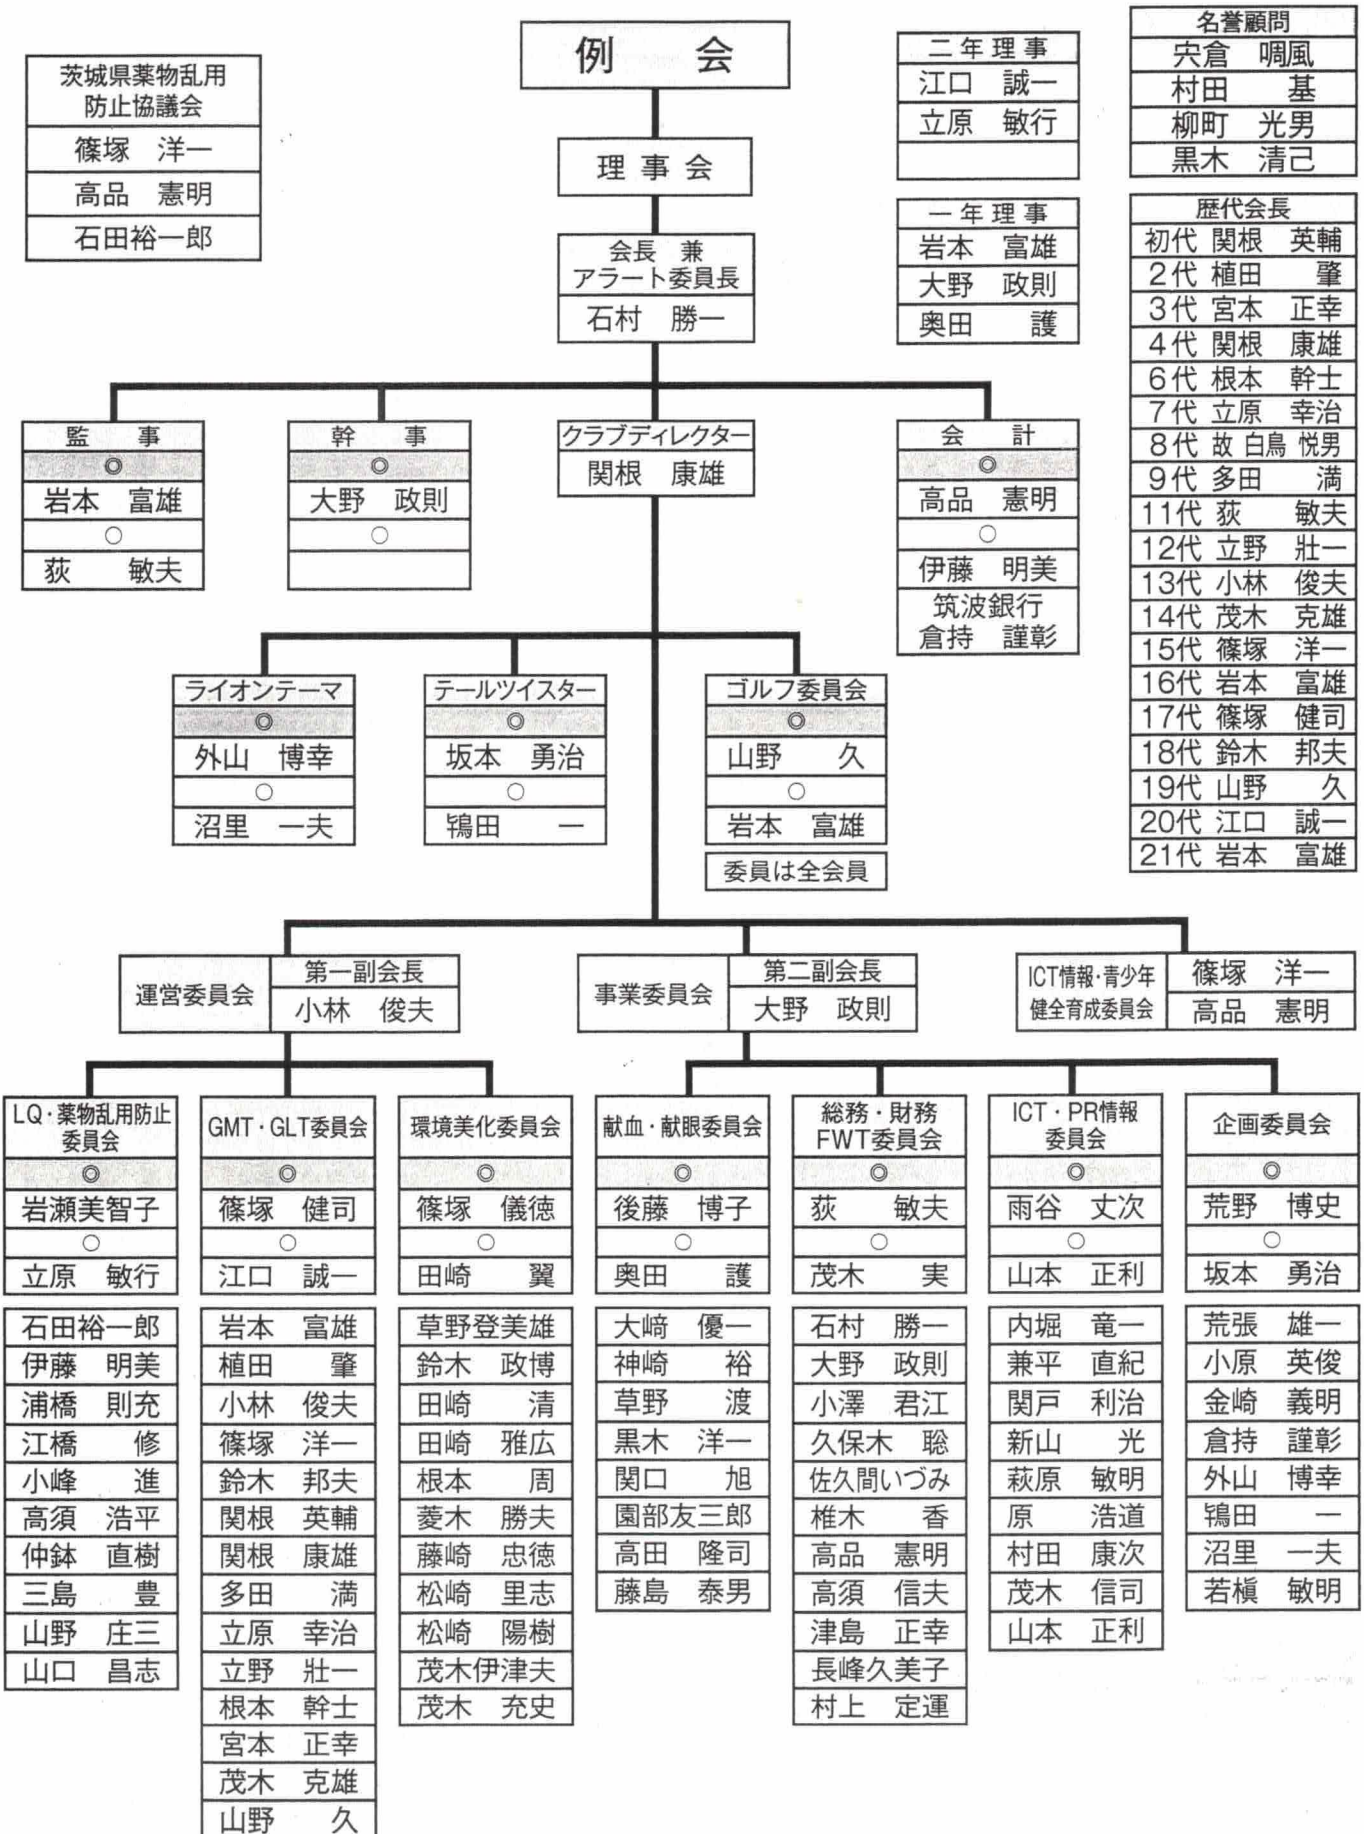 例　会
理 事 会
会長　兼
アラート委員長
石村　勝一
茨城県薬物乱用
防止協議会
篠塚　洋一
高品　憲明
石田裕一郎
二 年 理 事
江口　誠一
立原　敏行
一 年 理 事
岩本　富雄
大野　政則
奥田　護
名誉顧問
宍倉　啁風
村田　基
柳町　光男
黒木　清己
歴代会長
初代 関根　英輔
2代 植田　肇
3代 宮本　正幸
4代 関根　康雄
6代 根本　幹士
7代 立原　幸治
8代 故 白鳥 悦男
9代 多田　満
11代 荻　敏夫
12代 立野　壯一
13代 小林　俊夫
14代 茂木　克雄
15代 篠塚　洋一
16代 岩本　富雄
17代 篠塚　健司
18代 鈴木　邦夫
19代 山野　久
20代 江口　誠一
21代 岩本　富雄
監　事
◎
岩本　富雄
○
荻　敏夫
幹　事
◎
大野　政則
○
クラブディレクター
関根　康雄
会　計
◎
高品　憲明
○
伊藤　明美
筑波銀行
倉持　謹彰
ライオンテーマ
◎
外山　博幸
○
沼里　一夫
テールツイスター
◎
坂本　勇治
○
鴇田　一
ゴルフ委員会
◎
山野　久
○
岩本　富雄
委員は全会員
運営委員会
第一副会長
小林　俊夫
事業委員会
第二副会長
大野　政則
ICT情報・青少年
健全育成委員会
篠塚　洋一
高品　憲明
LQ・薬物乱用防止
委員会
◎
岩瀬美智子
○
立原　敏行
石田裕一郎
伊藤　明美
浦橋　則充
江橋　修
小峰　進
高須　浩平
仲鉢　直樹
三島　豊
山野　庄三
山口　昌志
GMT・GLT委員会
◎
篠塚　健司
○
江口　誠一
岩本　富雄
植田　肇
小林　俊夫
篠塚　洋一
鈴木　邦夫
関根　英輔
関根　康雄
多田　満
立原　幸治
立野　壯一
根本　幹士
宮本　正幸
茂木　克雄
山野　久
環境美化委員会
◎
篠塚　儀徳
○
田崎　翼
草野登美雄
鈴木　政博
田崎　清
田崎　雅広
根本　周
菱木　勝夫
藤崎　忠徳
松崎　里志
松崎　陽樹
茂木伊津夫
茂木　充史
献血・献眼委員会
◎
後藤　博子
○
奥田　護
大﨑　優一
神崎　裕
草野　渡
黒木　洋一
関口　旭
園部友三郎
高田　隆司
藤島　泰男
総務・財務
FWT委員会
◎
荻　敏夫
○
茂木　実
石村　勝一
大野　政則
小澤　君江
久保木　聡
佐久間いづみ
椎木　香
高品　憲明
高須　信夫
津島　正幸
長峰久美子
村上　定運
ICT・PR情報
委員会
◎
雨谷　丈次
○
山本　正利
内堀　竜一
兼平　直紀
関戸　利治
新山　光
萩原　敏明
原　浩道
村田　康次
茂木　信司
山本　正利
企画委員会
◎
荒野　博史
○
坂本　勇治
荒張　雄一
小原　英俊
金崎　義明
倉持　謹彰
外山　博幸
鴇田　一
沼里　一夫
若槇　敏明